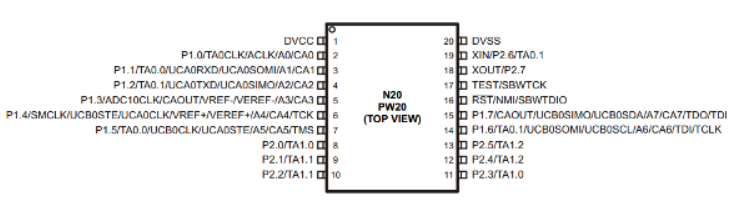 DVCC 1
P1.0/TA0CLK/ACLK/A0/CA0 2
P1.1/TA0.0/UCA0RXD/UCA0SOMI/A1/CA1 3
P1.2/TA0.1/UCA0TXD/UCA0SIMO/A2/CA2 4
P1.3/ADC10CLK/CAOUT/VREF-/VEREF-/A3/CA3 5
P1.4/SMCLK/UCB0STE/UCA0CLK/VREF+/VEREF+/A4/CA4/TCK 6
P1.5/TA0.0/UCB0CLK/UCA0STE/A5/CA5/TMS 7
P2.0/TA1.0 8
P2.1/TA1.1 9
P2.2/TA1.1 10
N20
PW20
(TOP VIEW)
20 DVSS
19 XIN/P2.6/TA0.1
18 XOUT/P2.7
17 TEST/SBWTCK
16 RST/NMI/SBWTDIO
15 P1.7/CAOUT/UCB0SIMO/UCB0SDA/A7/CA7/TDO/TDI
14 P1.6/TA0.1/UCB0SOMI/UCB0SCL/A6/CA6/TDI/TCLK
13 P2.5/TA1.2
12 P2.4/TA1.2
11 P2.3/TA1.0